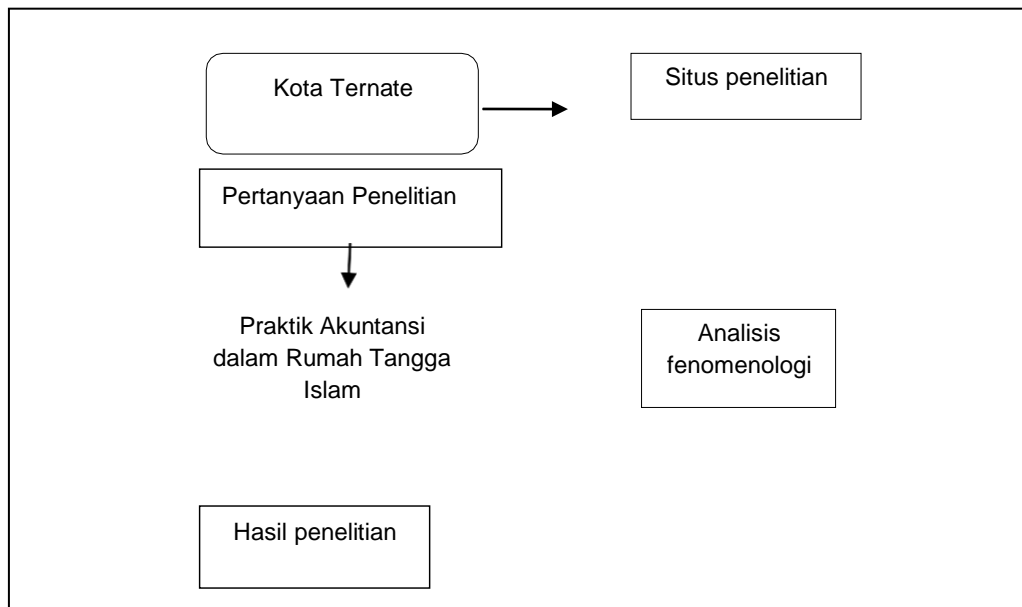 Kota Ternate
Situs penelitian
Pertanyaan Penelitian
Praktik Akuntansi
dalam Rumah Tangga
Islam
Analisis
fenomenologi
Hasil penelitian